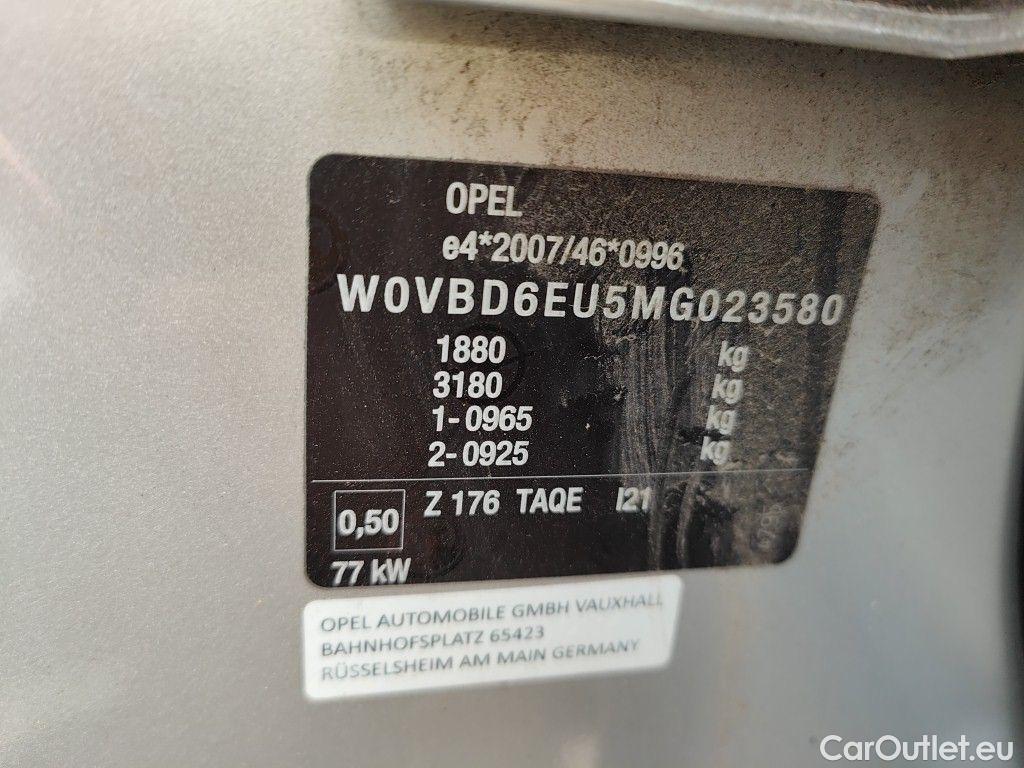 OPEL
e4*2007/46*0996
W0VBD6EU5MG023580
1880 kg
3180 kg
1-0965 kg
2-0925 kg
0,50 Z 176 TAQE I21
77 kW
OPEL AUTOMOBILE GMBH VAUXHALL
BAHNHOFSPLATZ 65423
RÜSSELSHEIM AM MAIN GERMANY
CarOutlet.eu